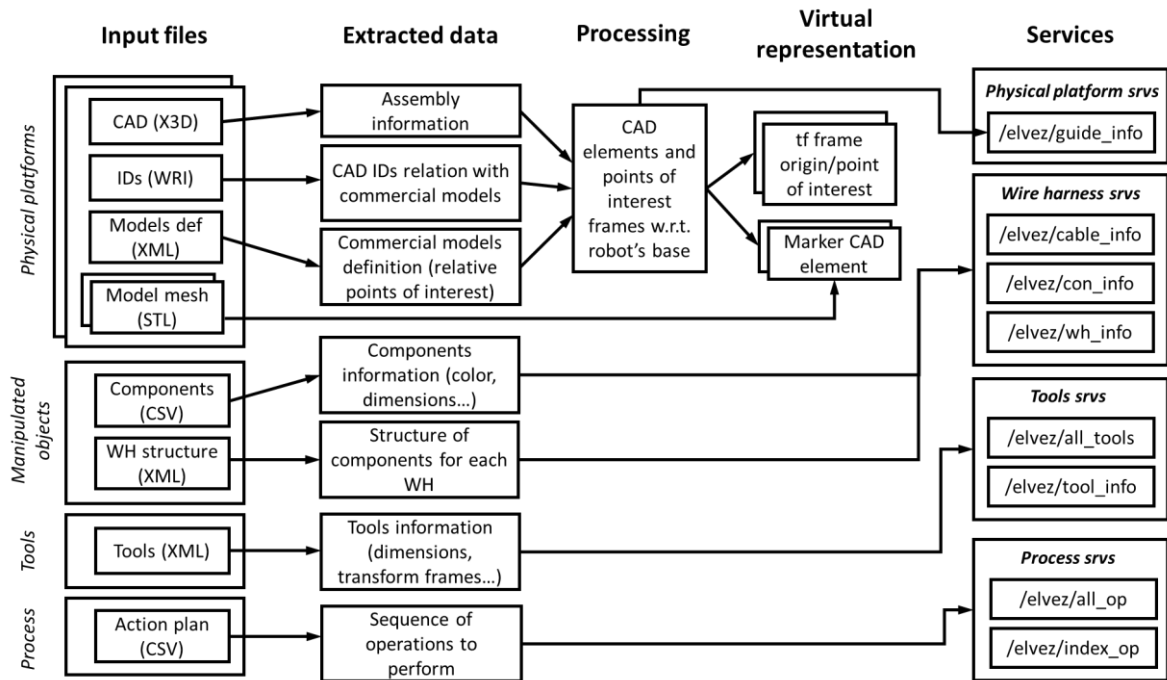 Input files
Extracted data
Processing
Virtual
representation
Services
Physical platforms
CAD (X3D)
IDs (WRI)
Models def
(XML)
Model mesh
(STL)
Assembly
information
CAD IDs relation with
commercial models
Commercial models
definition (relative
points of interest)
CAD
elements and
points of
interest
frames w.r.t.
robot's base
tf frame
origin/point
of interest
Marker CAD
element
Physical platform srvs
/elvez/guide_info
Wire harness srvs
/elvez/cable_info
/elvez/con_info
/elvez/wh_info
Manipulated
objects
Components
(CSV)
WH structure
(XML)
Components
information (color,
dimensions...)
Structure of
components for each
WH
Tools srvs
/elvez/all_tools
/elvez/tool_info
Tools
Tools (XML)
Tools information
(dimensions,
transform frames...)
Process
Action plan
(CSV)
Sequence of
operations to
perform
Process srvs
/elvez/all_op
/elvez/index_op